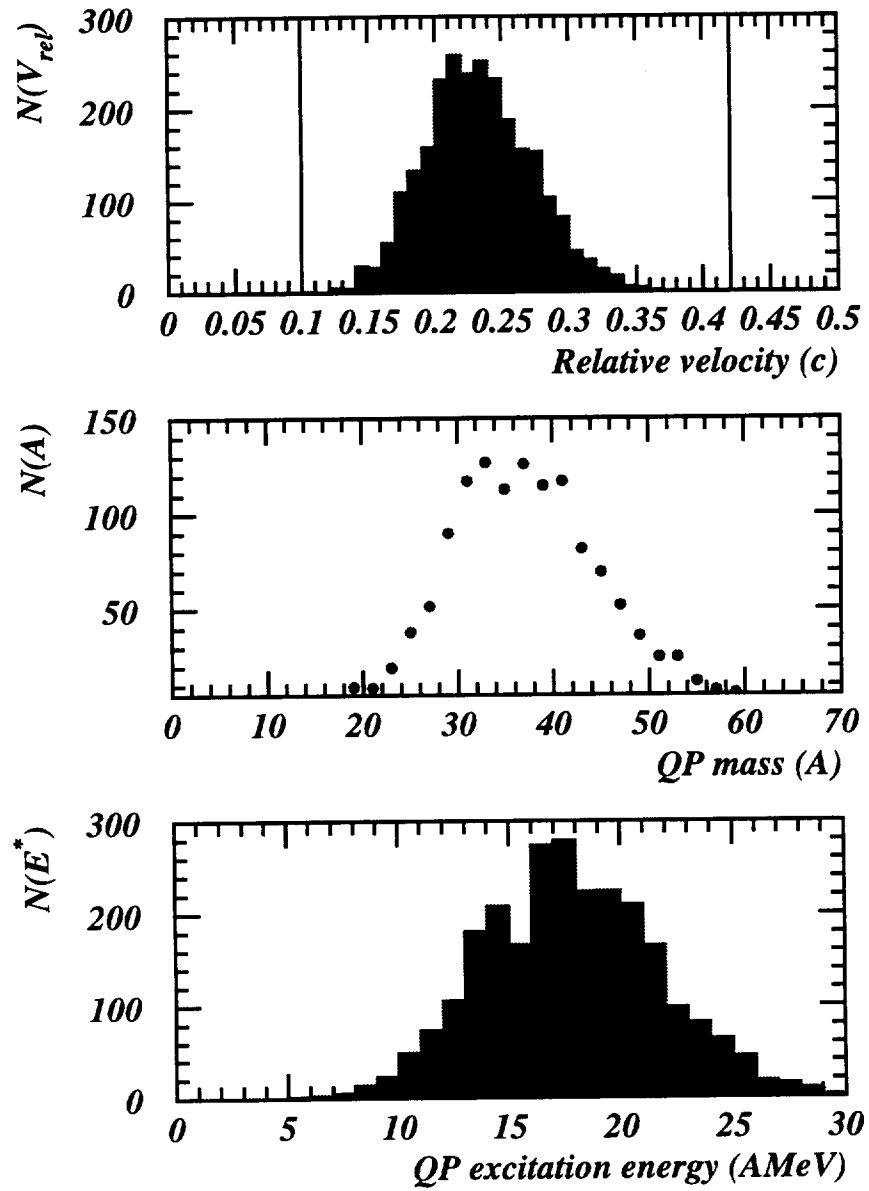 N(V_rel)
300
200
100
0
0 0.05 0.1 0.15 0.2 0.25 0.3 0.35 0.4 0.45 0.5
Relative velocity (c)
N(A)
150
100
50
0 10 20 30 40 50 60 70
QP mass (A)
N(E*)
300
200
100
0
0 5 10 15 20 25 30
QP excitation energy (AMeV)